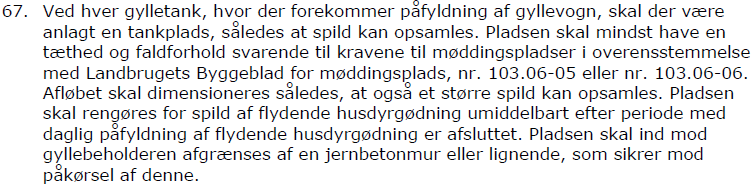 67. Ved hver gylletank, hvor der forekommer påfyldning af gyllevogn, skal der være
anlagt en tankplads, således at spild kan opsamles. Pladsen skal mindst have en
tæthed og faldforhold svarende til kravene til møddingspladser i overensstemmelse
med Landbrugets Byggeblad for møddingsplads, nr. 103.06-05 eller nr. 103.06-06.
Afløbet skal dimensioneres således, at også et større spild kan opsamles. Pladsen
skal rengøres for spild af flydende husdyrgødning umiddelbart efter periode med
daglig påfyldning af flydende husdyrgødning er afsluttet. Pladsen skal ind mod
gyllebeholderen afgrænses af en jernbetonmur eller lignende, som sikrer mod
påkørsel af denne.